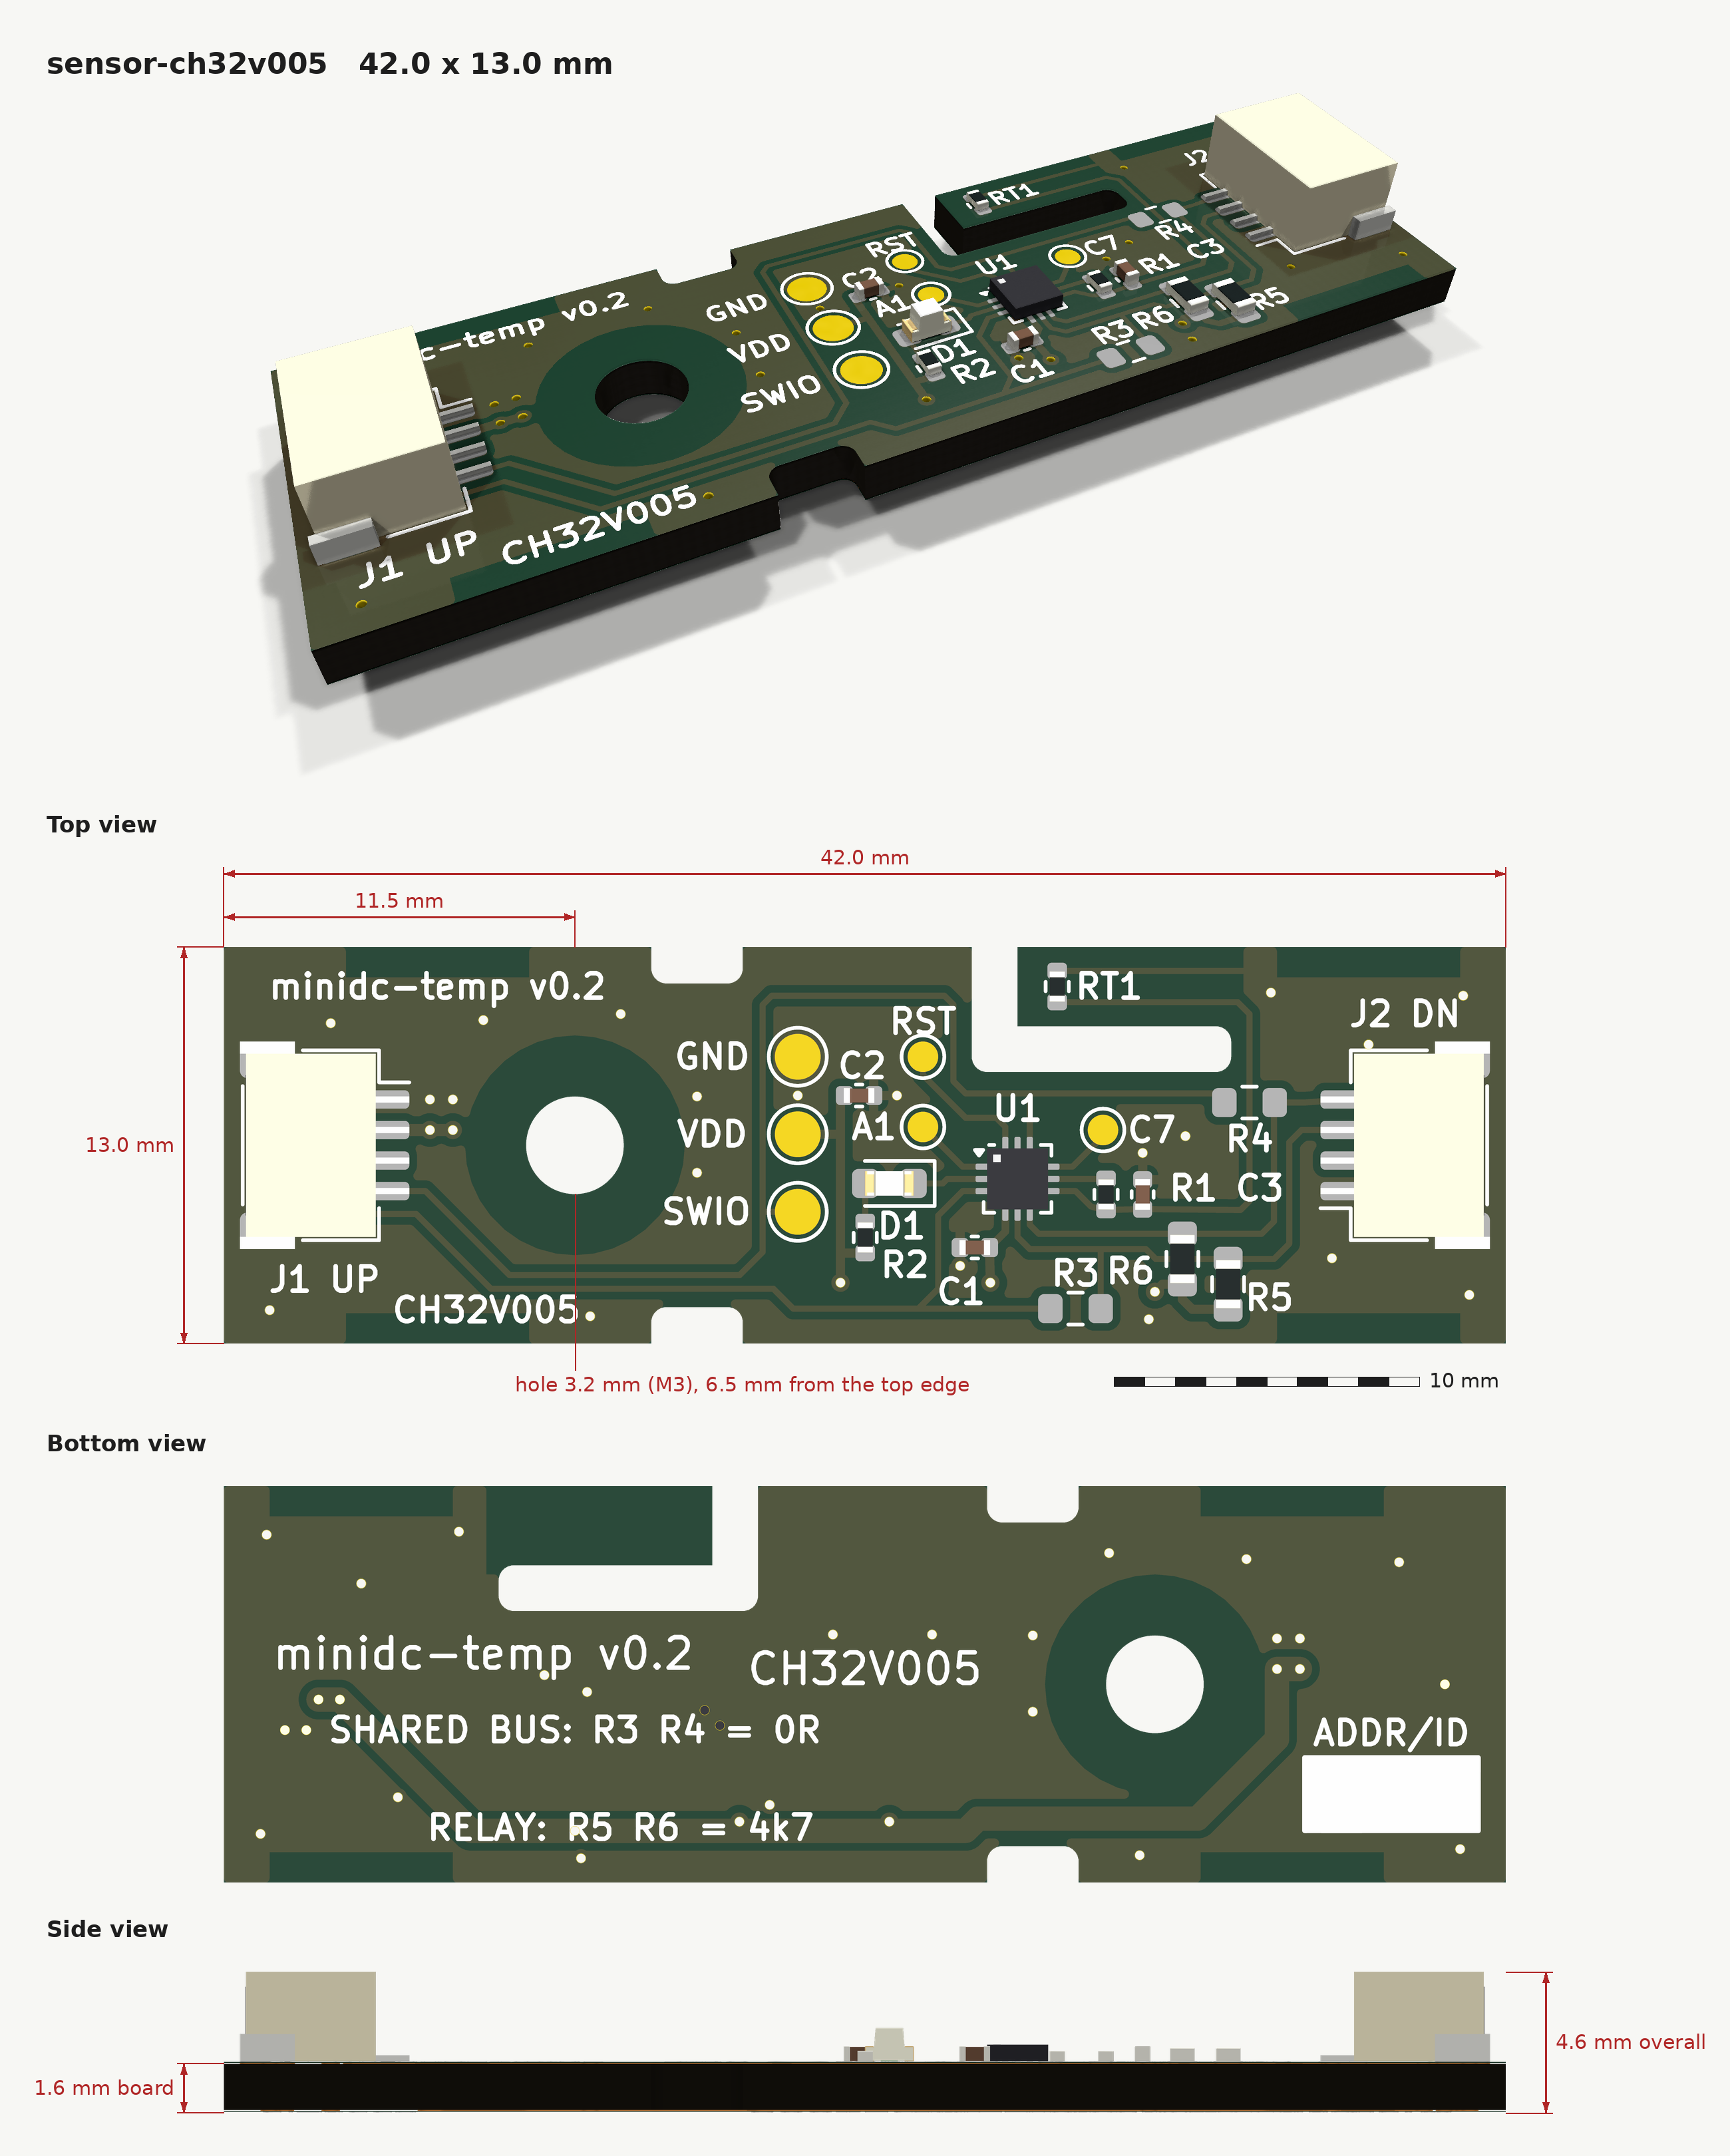 sensor-ch32v005 42.0 x 13.0 mm
J2
RT1
R4
RST
C7
C3
U1
R1
C2
GND
A1
R5
c-temp v0.2
R6
VDD
R3
D1
R2
C1
SWIO
CH32V005
J1 UP
Top view
42.0 mm
11.5 mm
minidc-temp v0.2
RT1
J2 DN
RST
GND
C2
U1
VDD
A1
C7
R4
13.0 mm
R1 C3
SWIO
D1
R2
R3 R6
J1 UP
C1
R5
CH32V005
hole 3.2 mm (M3), 6.5 mm from the top edge
10 mm
Bottom view
minidc-temp v0.2
CH32V005
SHARED BUS: R3 R4 = 0R
ADDR/ID
RELAY: R5 R6 = 4k7
Side view
4.6 mm overall
1.6 mm board